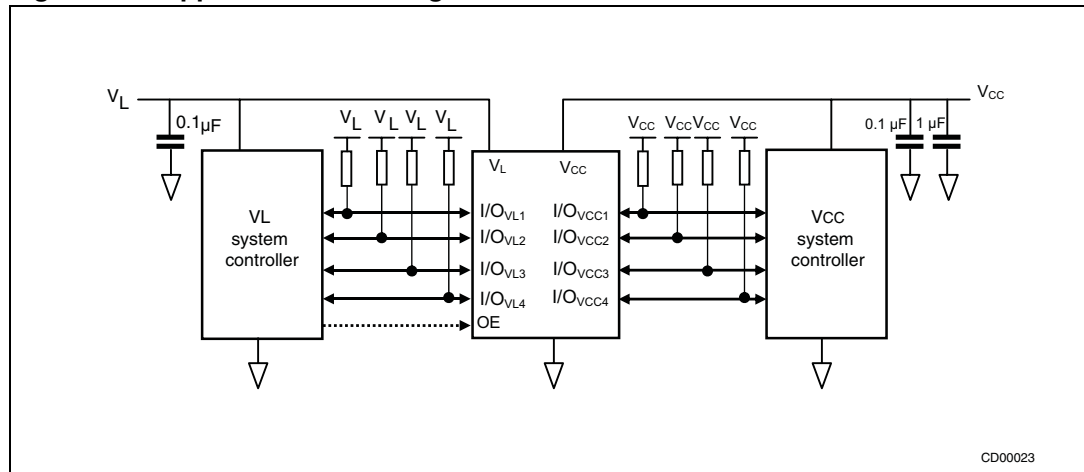 V_L
V_CC
0.1µF
V_L V_L V_L V_L
V_CC V_CC V_CC V_CC
0.1 µF 1 µF
V_L V_CC
VL
system
controller
I/O_VL1 I/O_VCC1
I/O_VL2 I/O_VCC2
I/O_VL3 I/O_VCC3
I/O_VL4 I/O_VCC4
OE
VCC
system
controller
CD00023